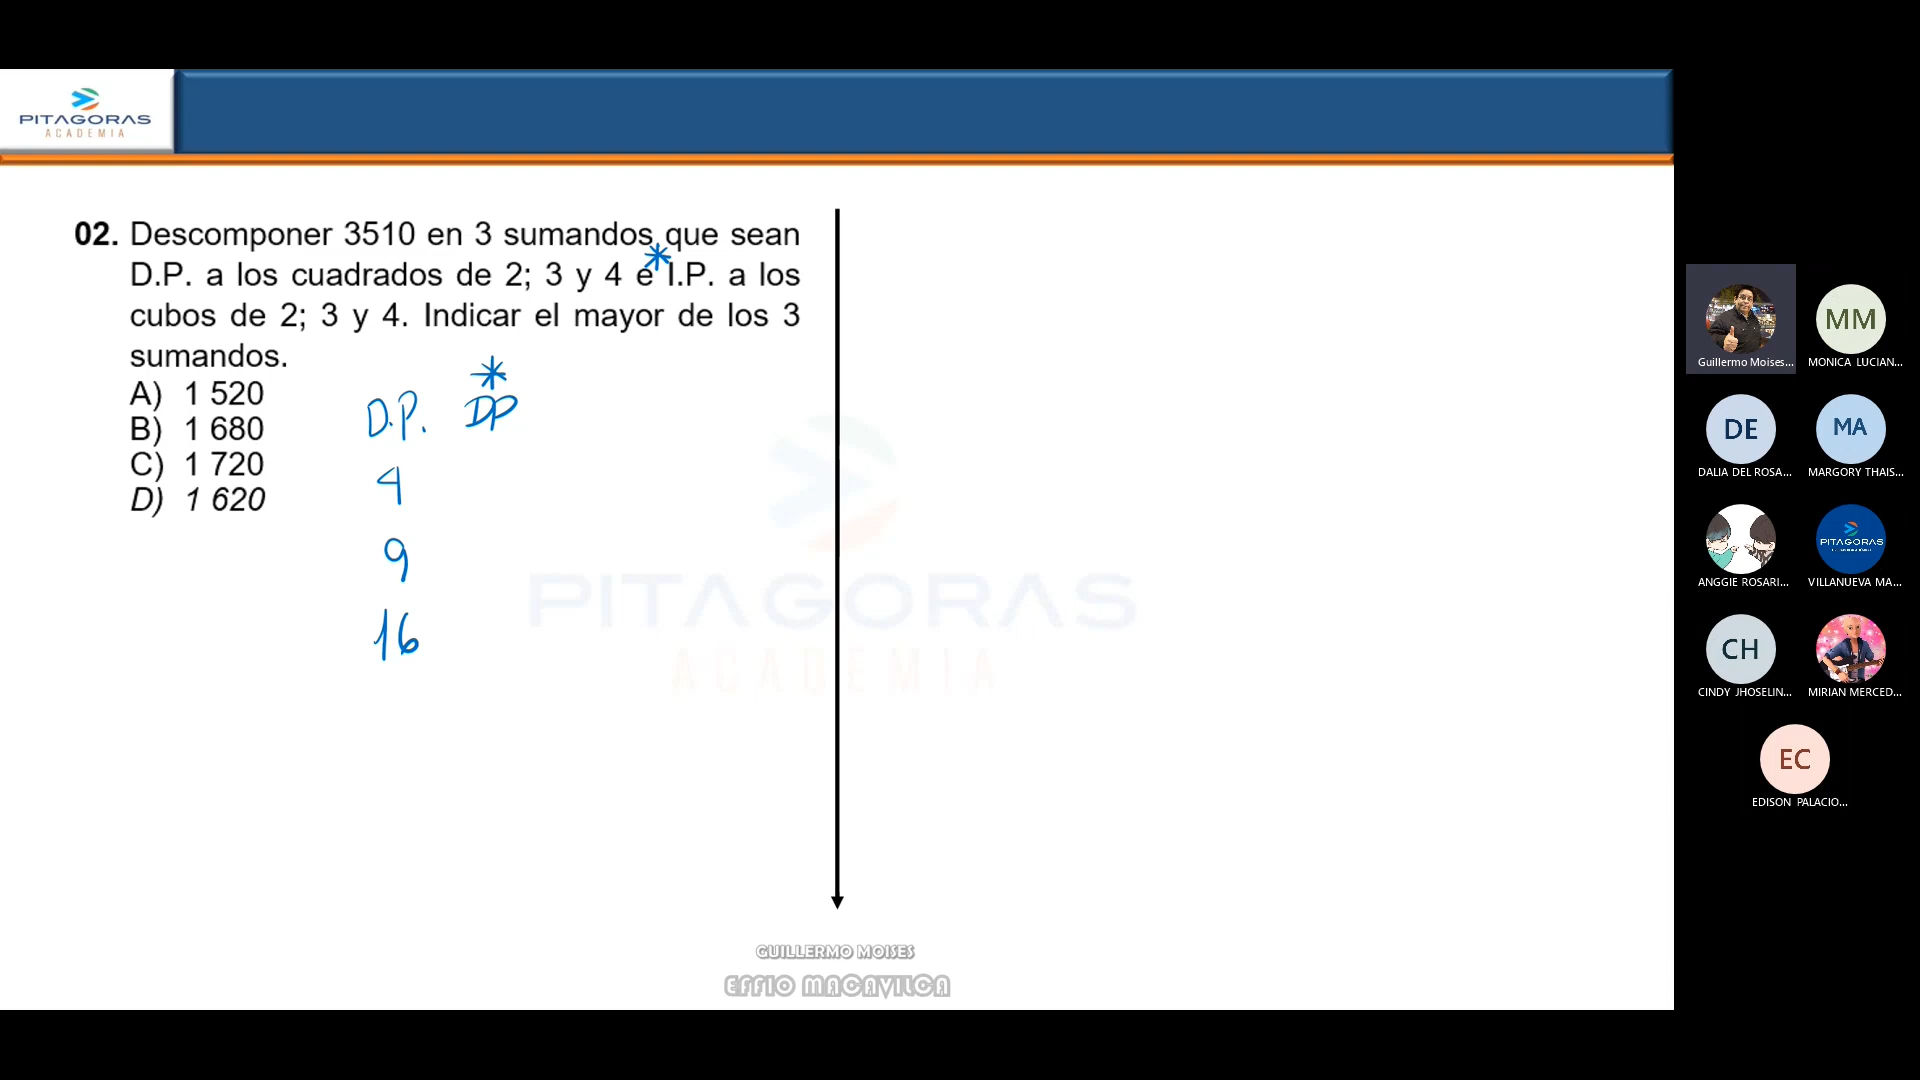 PITAGORAS
ACADEMIA
02. Descomponer 3510 en 3 sumandos que sean
D.P. a los cuadrados de 2; 3 y 4 e I.P. a los
cubos de 2; 3 y 4. Indicar el mayor de los 3
sumandos.
A) 1 520
B) 1 680
C) 1 720
D) 1 620
*
*
D.P. DP
4
9
16
PITAGORAS
ACADEMIA
GUILLERMO MOISES
EFFIO MACAVILCA
Guillermo Moises...
MM
MONICA LUCIAN...
DE
DALIA DEL ROSA...
MA
MARGORY THAIS...
ANGGIE ROSARI...
PITAGORAS
VILLANUEVA MA...
CH
CINDY JHOSELIN...
MIRIAN MERCED...
EC
EDISON PALACIO...